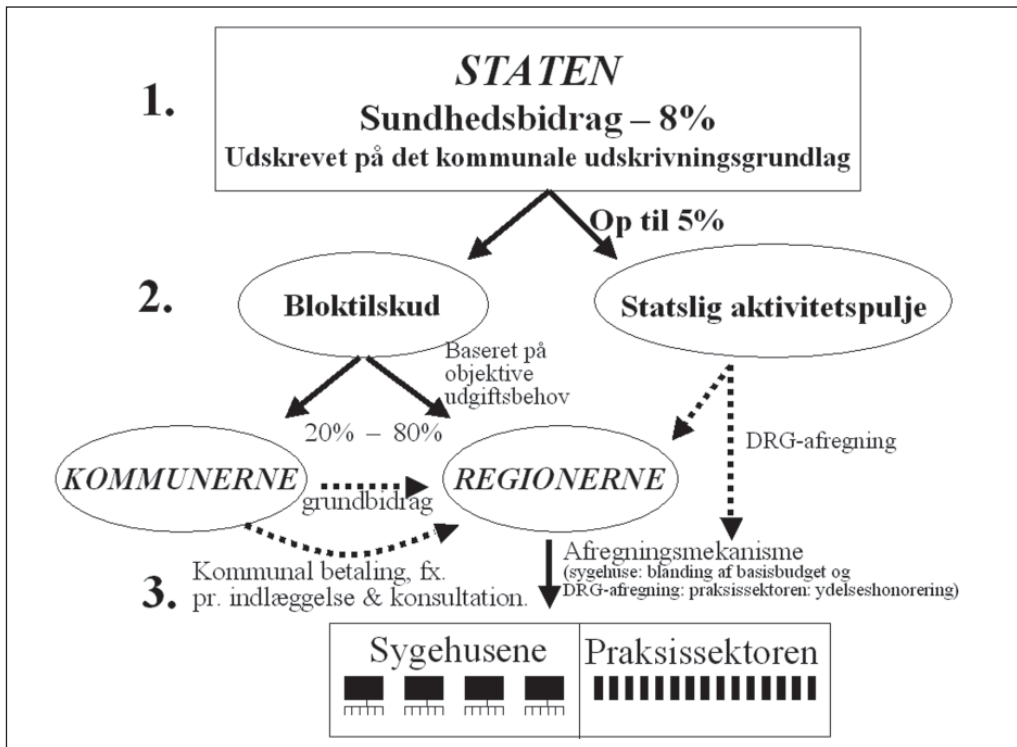 1.
STATEN
Sundhedsbidrag – 8%
Udskrevet på det kommunale udskrivningsgrundlag
Op til 5%
2.
Bloktilskud
Statslig aktivitetspulje
Baseret på
objektive
udgiftsbehov
20% – 80%
DRG-afregning
KOMMUNERNE
grundbidrag
REGIONERNE
3.
Kommunal betaling, fx.
pr. indlæggelse & konsultation.
Afregningsmekanisme
(sygehuse: blanding af basisbudget og
DRG-afregning: praksissektoren: ydelseshonorering)
Sygehusene
Praksissektoren